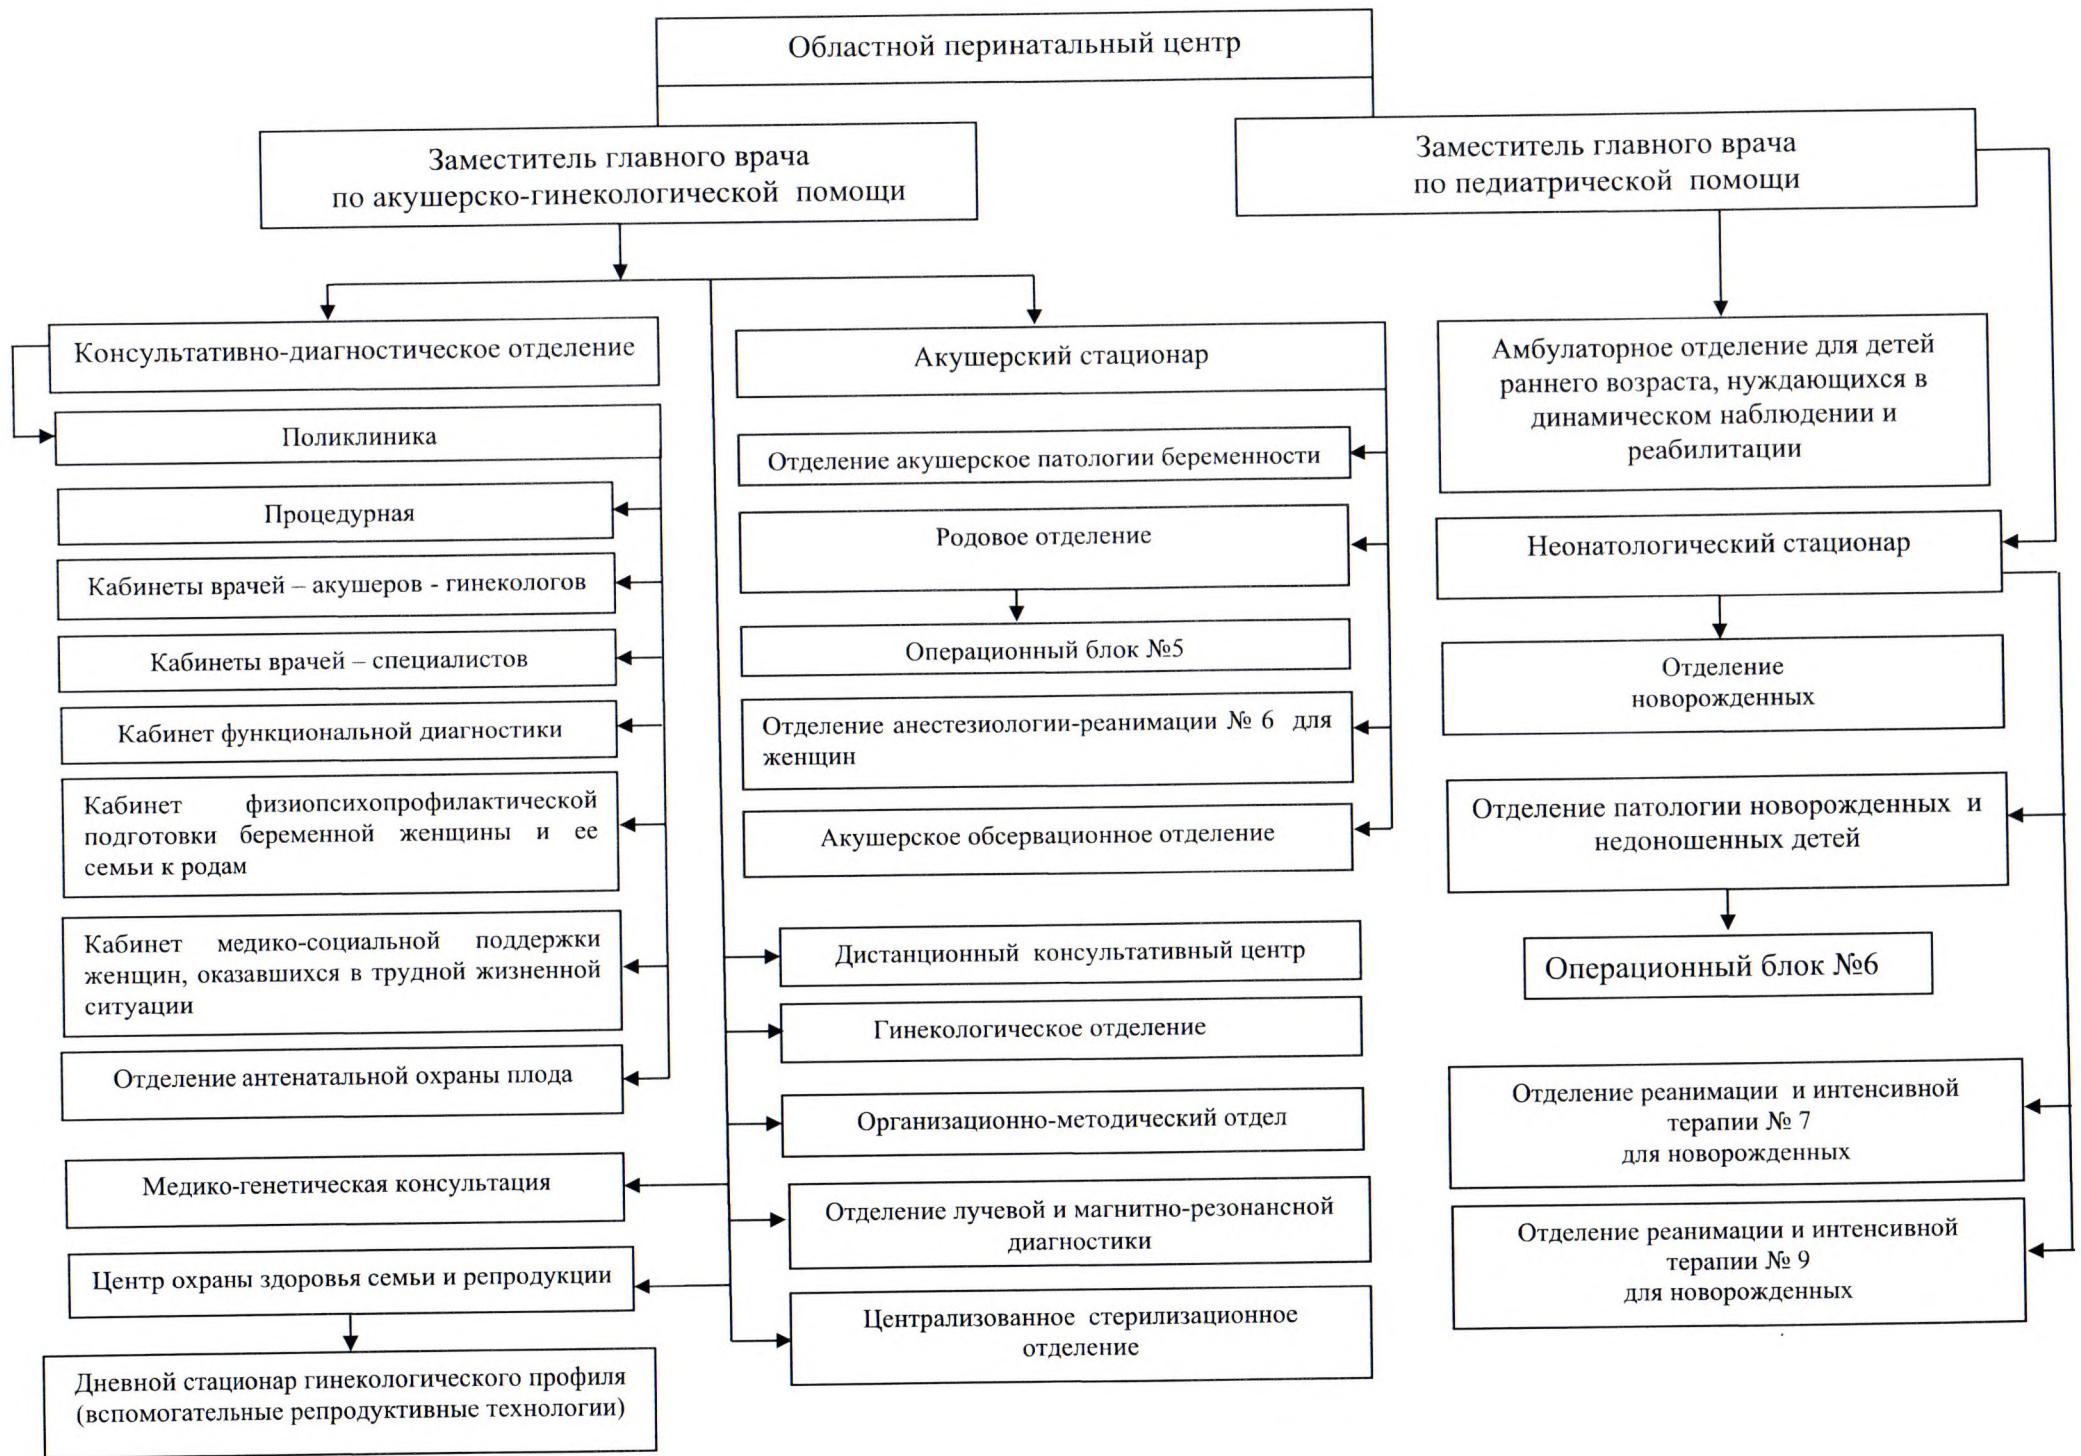 Областной перинатальный центр
Заместитель главного врача
по акушерско-гинекологической помощи
Заместитель главного врача
по педиатрической помощи
Консультативно-диагностическое отделение
Поликлиника
Процедурная
Кабинеты врачей – акушеров - гинекологов
Кабинеты врачей – специалистов
Кабинет функциональной диагностики
Кабинет физиопсихопрофилактической
подготовки беременной женщины и ее
семьи к родам
Кабинет медико-социальной поддержки
женщин, оказавшихся в трудной жизненной
ситуации
Отделение антенатальной охраны плода
Медико-генетическая консультация
Центр охраны здоровья семьи и репродукции
Дневной стационар гинекологического профиля
(вспомогательные репродуктивные технологии)
Акушерский стационар
Отделение акушерское патологии беременности
Родовое отделение
Операционный блок №5
Отделение анестезиологии-реанимации № 6 для
женщин
Акушерское обсервационное отделение
Дистанционный консультативный центр
Гинекологическое отделение
Организационно-методический отдел
Отделение лучевой и магнитно-резонансной
диагностики
Централизованное стерилизационное
отделение
Амбулаторное отделение для детей
раннего возраста, нуждающихся в
динамическом наблюдении и
реабилитации
Неонатологический стационар
Отделение
новорожденных
Отделение патологии новорожденных и
недоношенных детей
Операционный блок №6
Отделение реанимации и интенсивной
терапии № 7
для новорожденных
Отделение реанимации и интенсивной
терапии № 9
для новорожденных